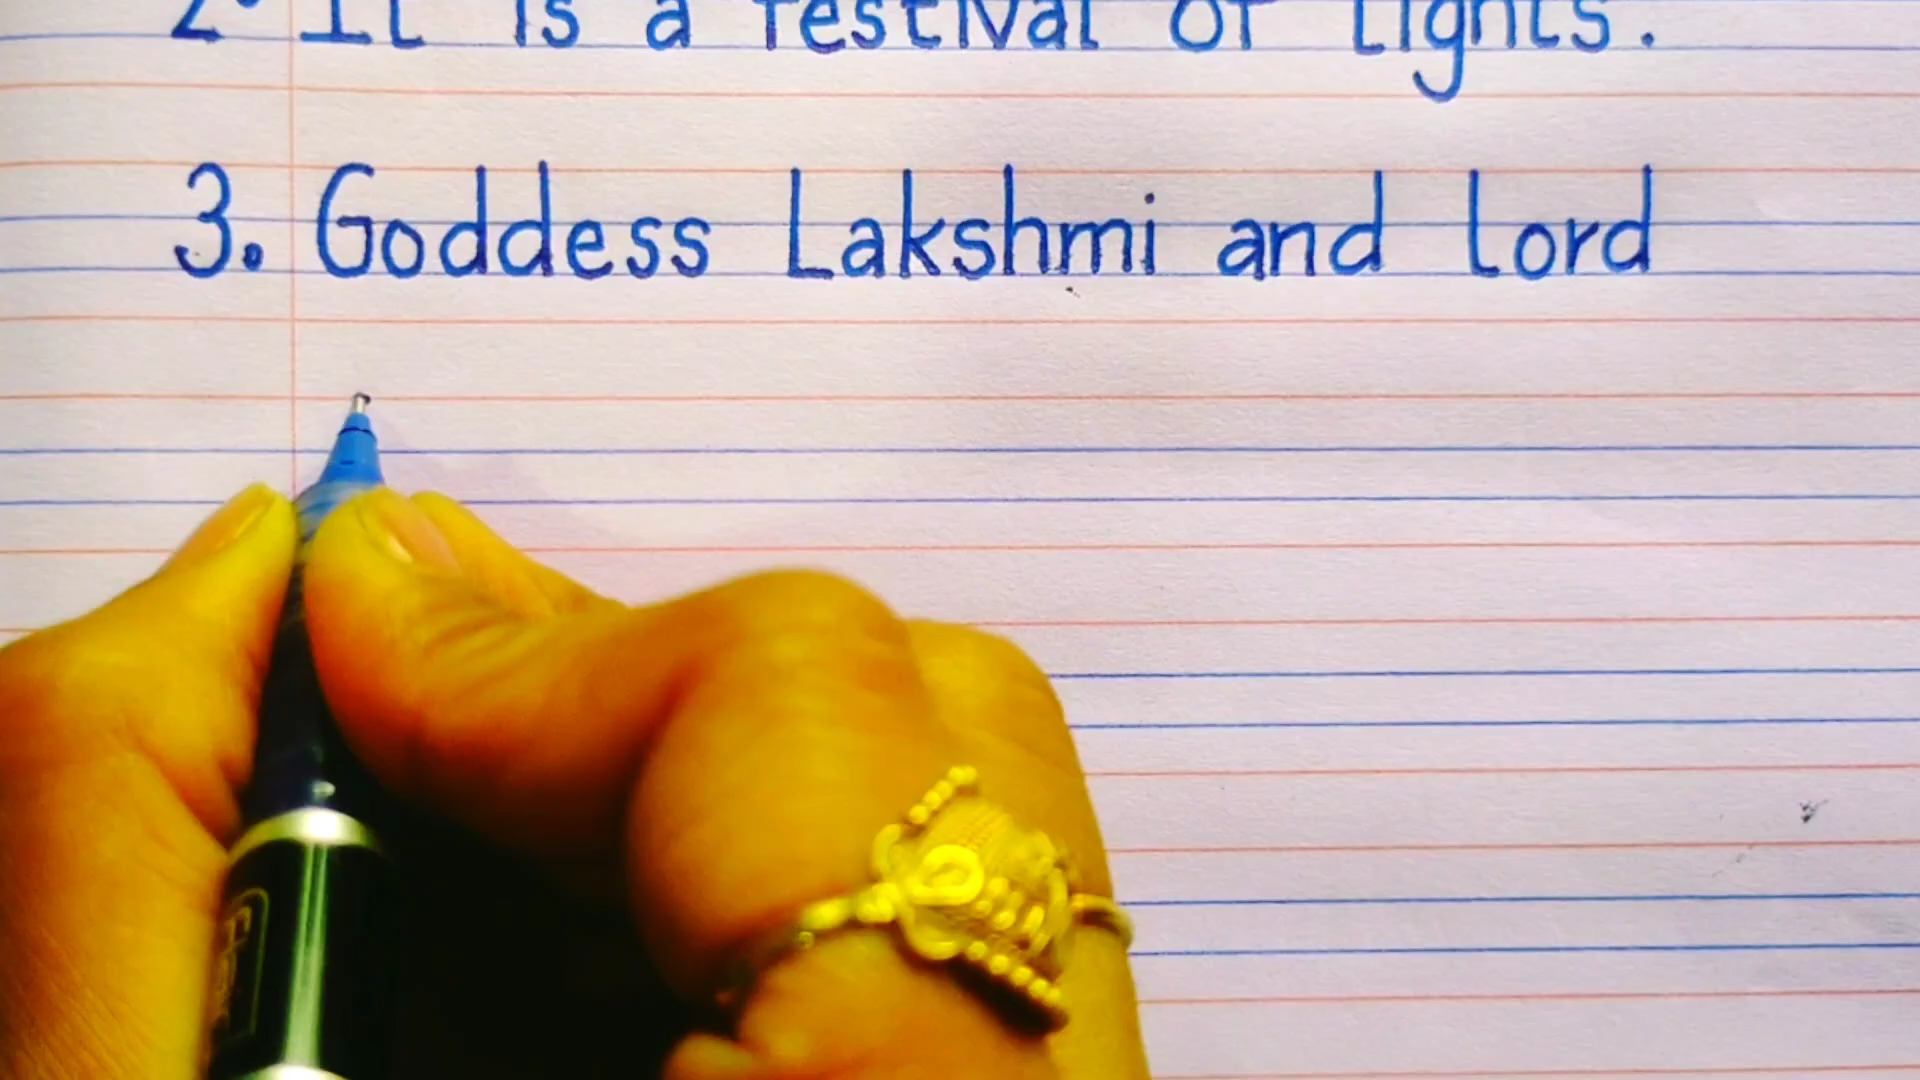 2. It is a festival of Lights.
3. Goddess Lakshmi and Lord